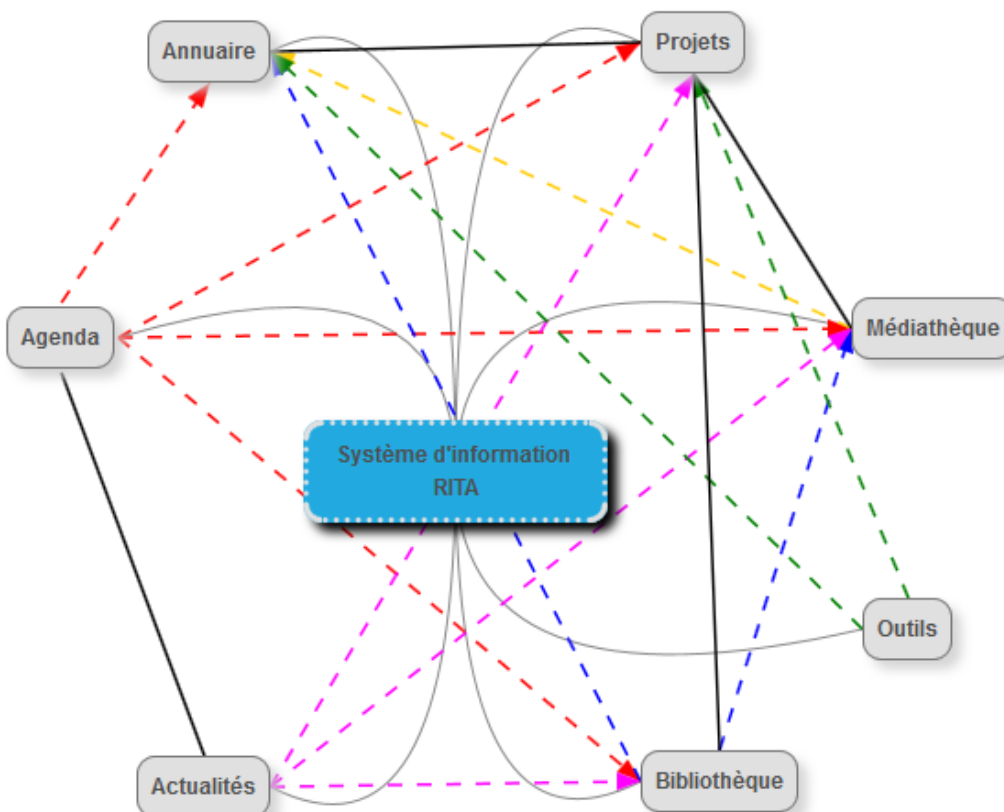 Annuaire
Projets
Agenda
Médiathèque
Système d'information
RITA
Outils
Actualités
Bibliothèque